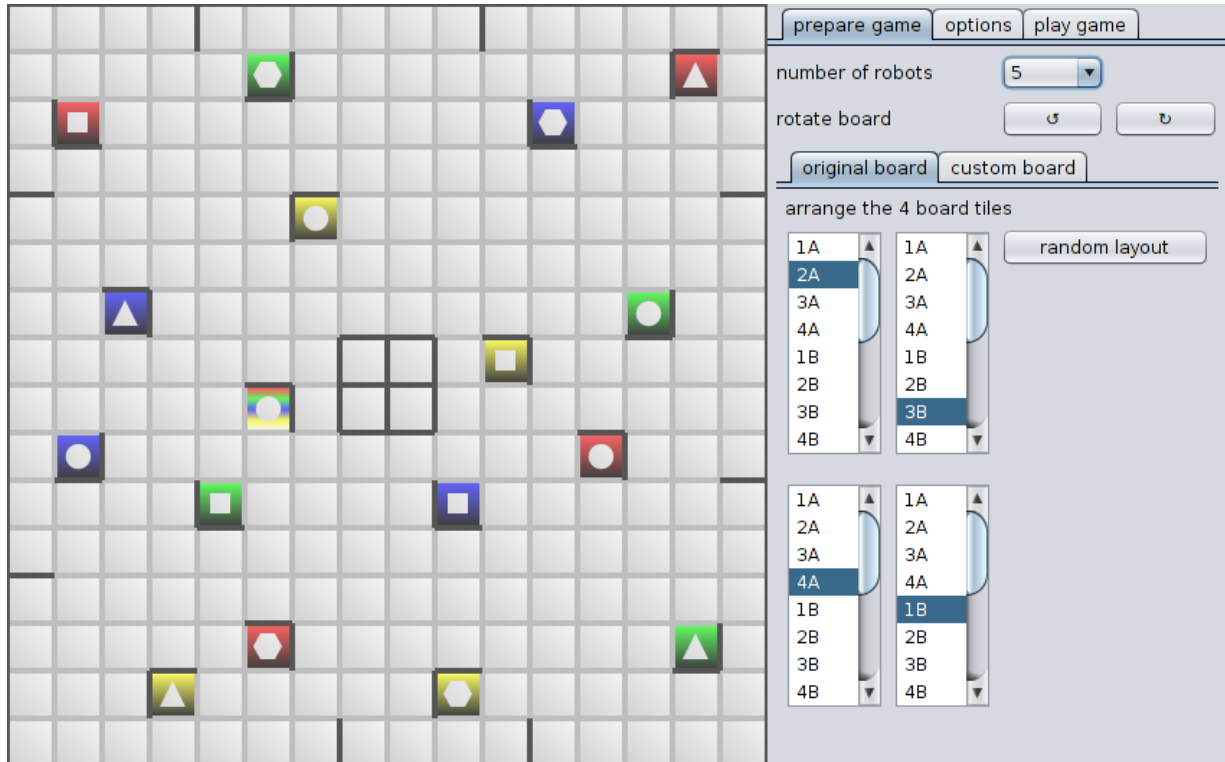 prepare game options play game
number of robots 5
rotate board ↺ ↻
original board custom board
arrange the 4 board tiles
1A 1A random layout
2A 2A
3A 3A
4A 4A
1B 1B
2B 2B
3B 3B
4B 4B
1A 1A
2A 2A
3A 3A
4A 4A
1B 1B
2B 2B
3B 3B
4B 4B